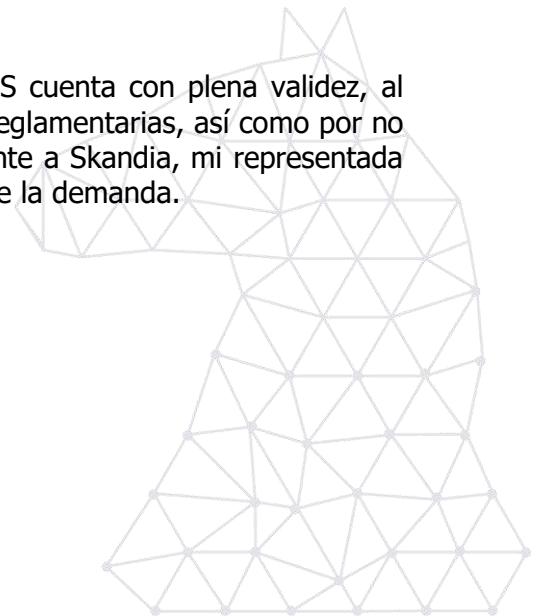 S cuenta con plena validez, al
eglamentarias, así como por no
nte a Skandia, mi representada
e la demanda.